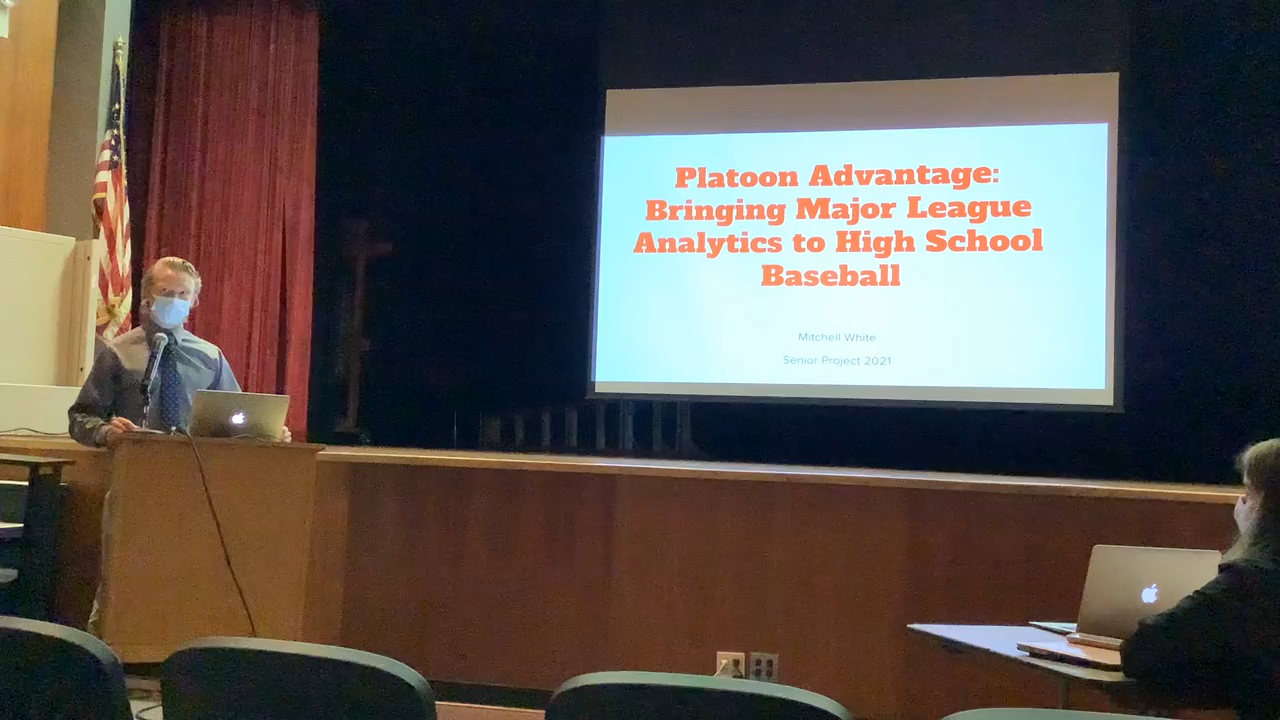 Platoon Advantage:
Bringing Major League
Analytics to High School
Baseball
Mitchell White
Senior Project 2021